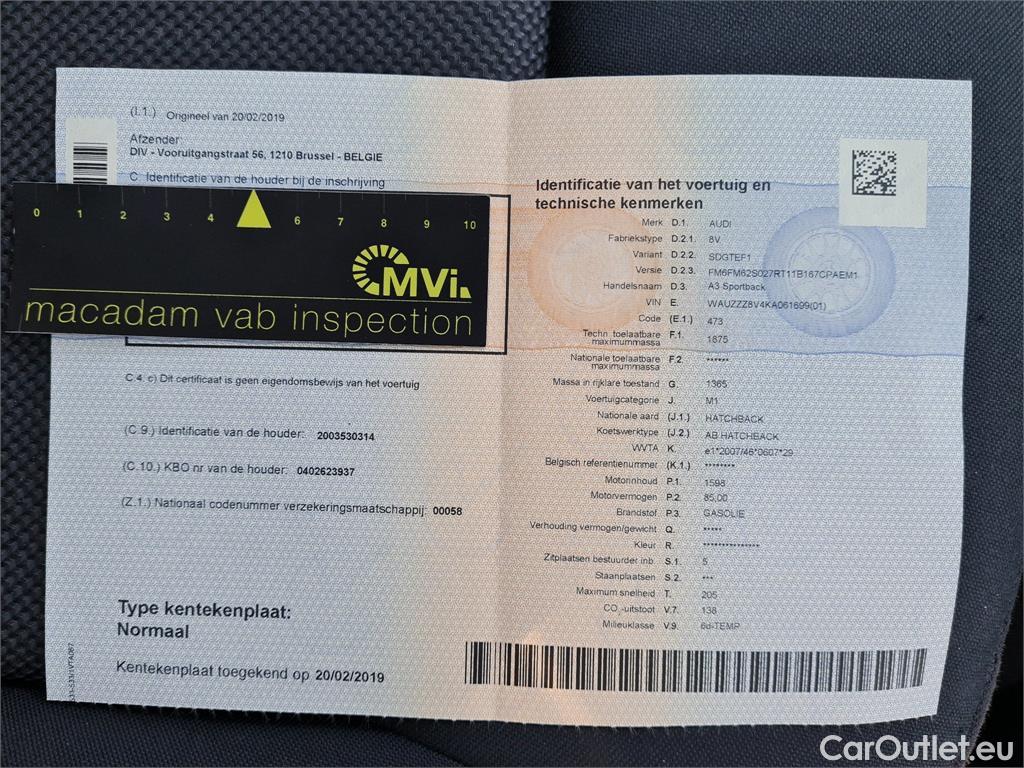 (I.1.) Origineel van 20/02/2019
Afzender:
DIV - Vooruitgangstraat 56, 1210 Brussel - BELGIE
C Identificatie van de houder bij de inschrijving
0 1 2 3 4 6 7 8 9 10
MVi.
macadam vab inspection
C.4. c) Dit certificaat is geen eigendomsbewijs van het voertuig
(C.9.) Identificatie van de houder: 2003530314
(C.10.) KBO nr van de houder: 0402623937
(Z.1.) Nationaal codenummer verzekeringsmaatschappij: 00058
Type kentekenplaat:
Normaal
Kentekenplaat toegekend op 20/02/2019
Identificatie van het voertuig en
technische kenmerken
Merk D.1. AUDI
Fabriekstype D.2.1. 8V
Variant D.2.2. SDGTEF1
Versie D.2.3. FM6FM62S027RT11B167CPAEM1
Handelsnaam D.3. A3 Sportback
VIN E. WAUZZZ8V4KA061699(01)
Code (E.1.) 473
Techn. toelaatbare
maximummassa F.1. 1875
Nationale toelaatbare
maximummassa F.2. ******
Massa in rijklare toestand G. 1365
Voertuigcategorie J. M1
Nationale aard (J.1.) HATCHBACK
Koetswerktype (J.2.) AB HATCHBACK
WVTA K. e1*2007/46*0607*29
Belgisch referentienummer (K.1.) ********
Motorinhoud P.1. 1598
Motorvermogen P.2. 85,00
Brandstof P.3. GASOLIE
Verhouding vermogen/gewicht Q. *****
Kleur R. ***************
Zitplaatsen bestuurder inb. S.1. 5
Staanplaatsen S.2. ***
Maximum snelheid T. 205
CO2-uitstoot V.7. 138
Milieuklasse V.9. 6d-TEMP
CarOutlet.eu